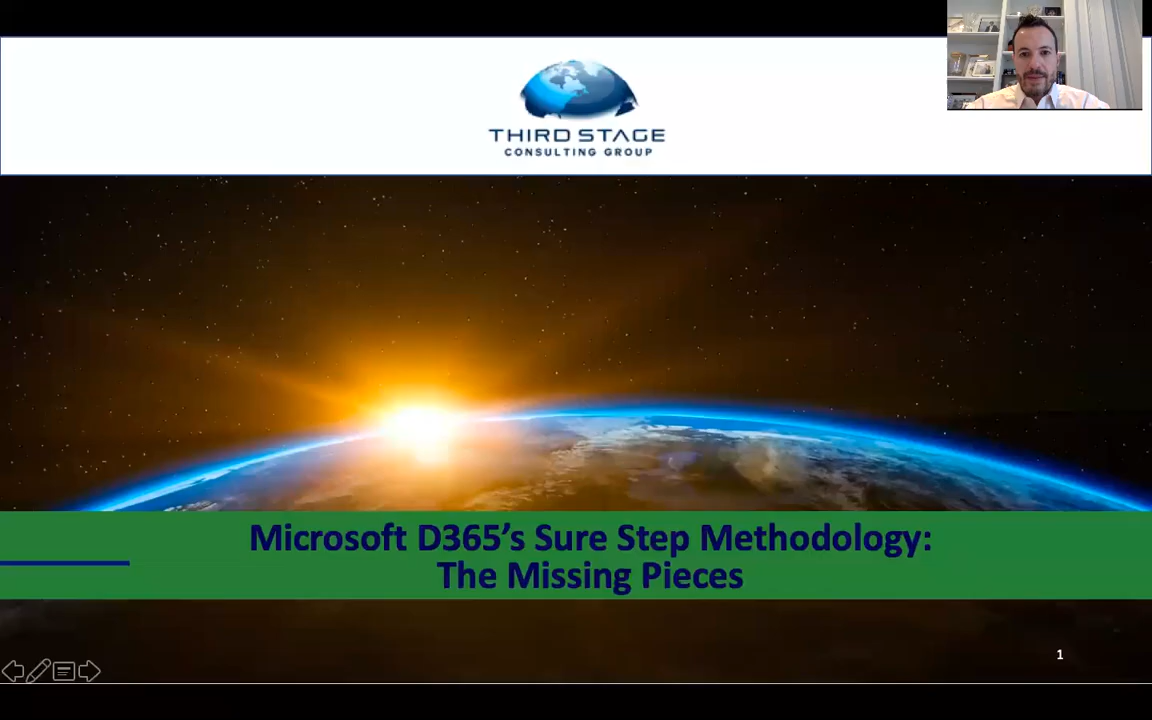 THIRD STAGE
CONSULTING GROUP
Microsoft D365’s Sure Step Methodology:
The Missing Pieces
1